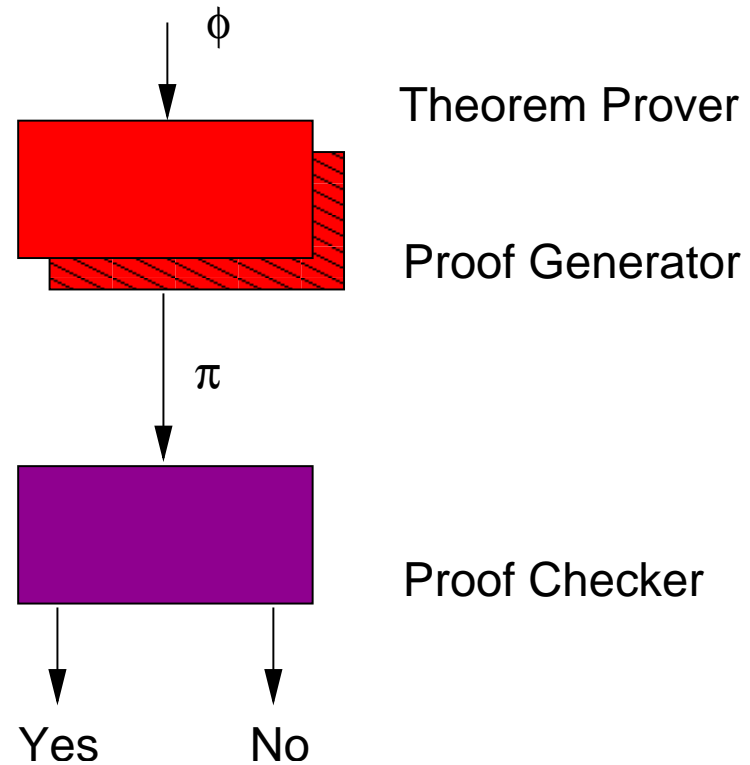 ϕ
Theorem Prover
Proof Generator
π
Proof Checker
Yes No